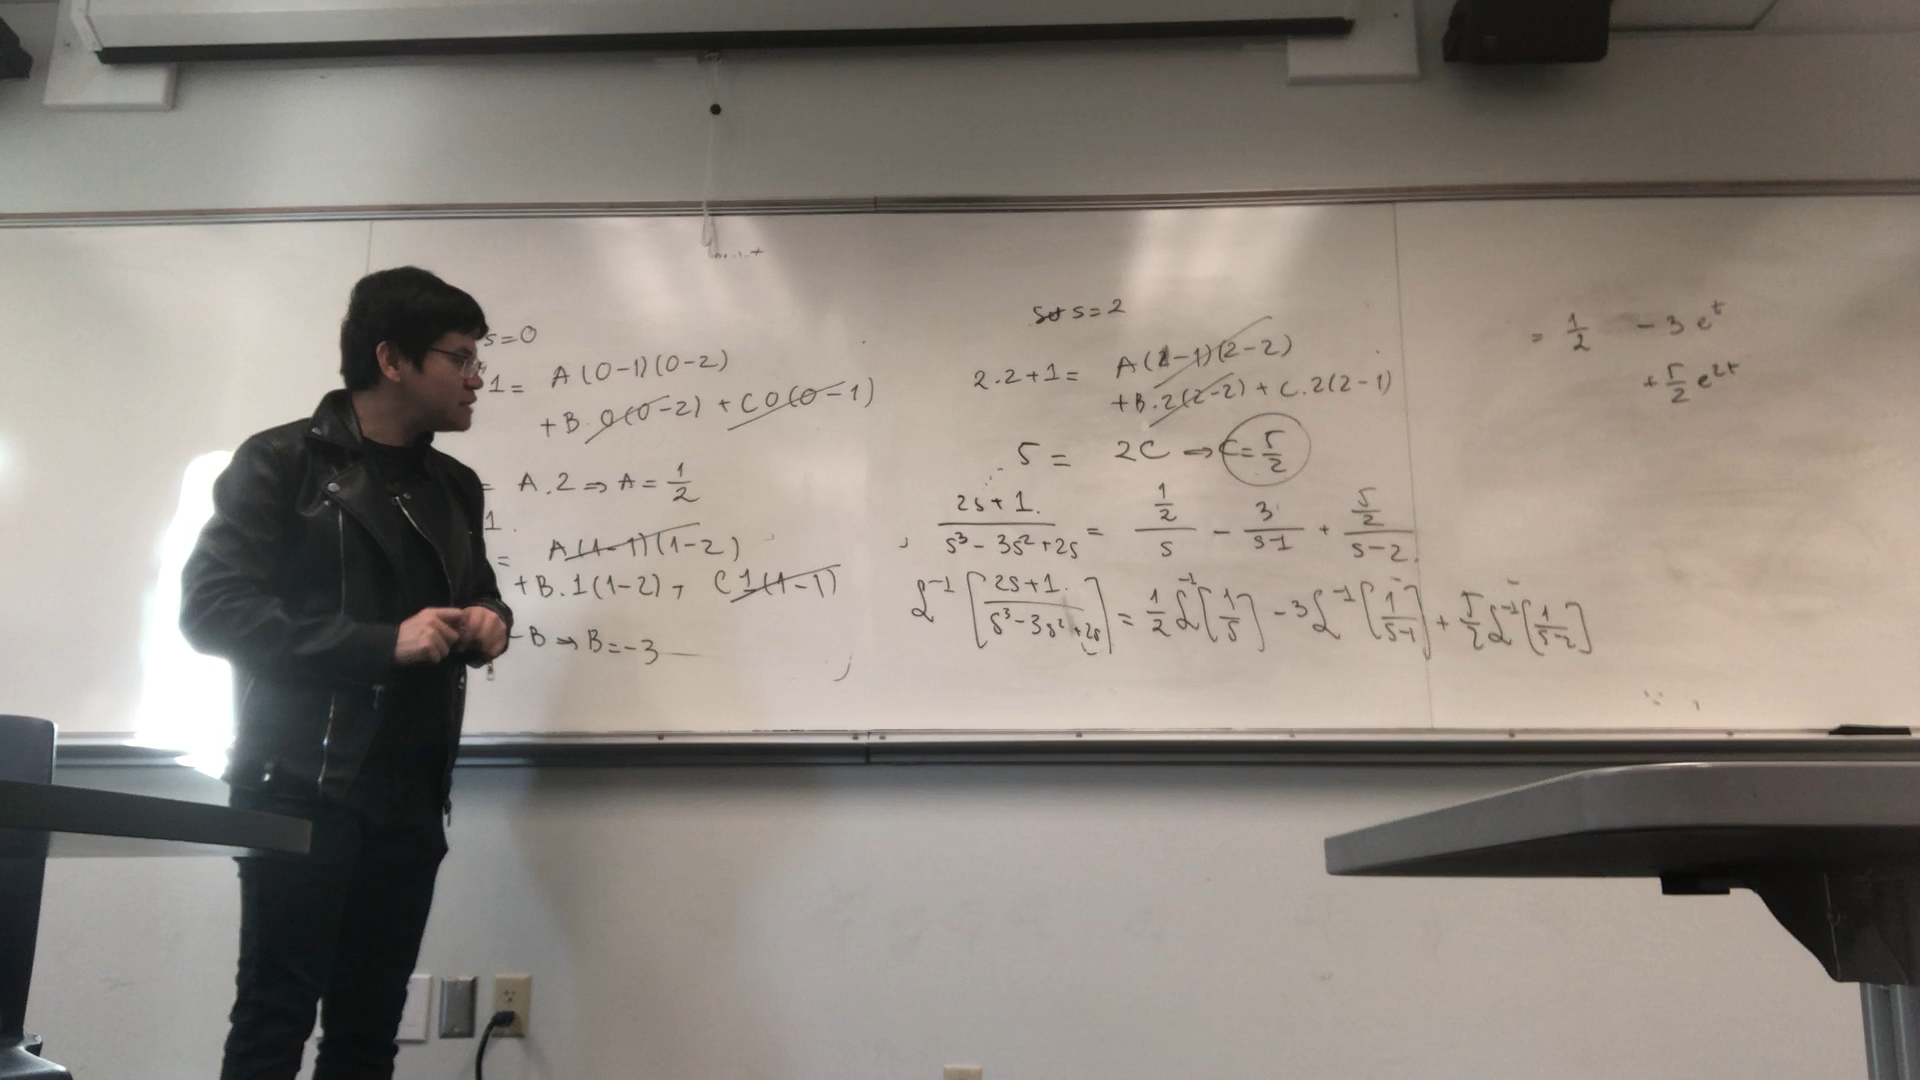 s=0
1= A(0-1)(0-2)
+B.0(0-2) + C0(0-1)
= A.2 ⇒ A= 1/2
1.
= A(1-1)(1-2)
+B.1(1-2) + C1(1-1)
-B ⇒ B=-3
s=2
2.2+1= A(2-1)(2-2)
+B.2(2-2) + C.2(2-1)
5 = 2C ⇒ C= 5/2
(2s+1)/(s³-3s²+2s) = (1/2)/s - 3/(s-1) + (5/2)/(s-2)
ℒ⁻¹[(2s+1)/(s³-3s²+2s)] = 1/2 ℒ⁻¹[1/s] -3ℒ⁻¹[1/(s-1)] + 5/2 ℒ⁻¹[1/(s-2)]
= 1/2 - 3e^t
+ 5/2 e^2t